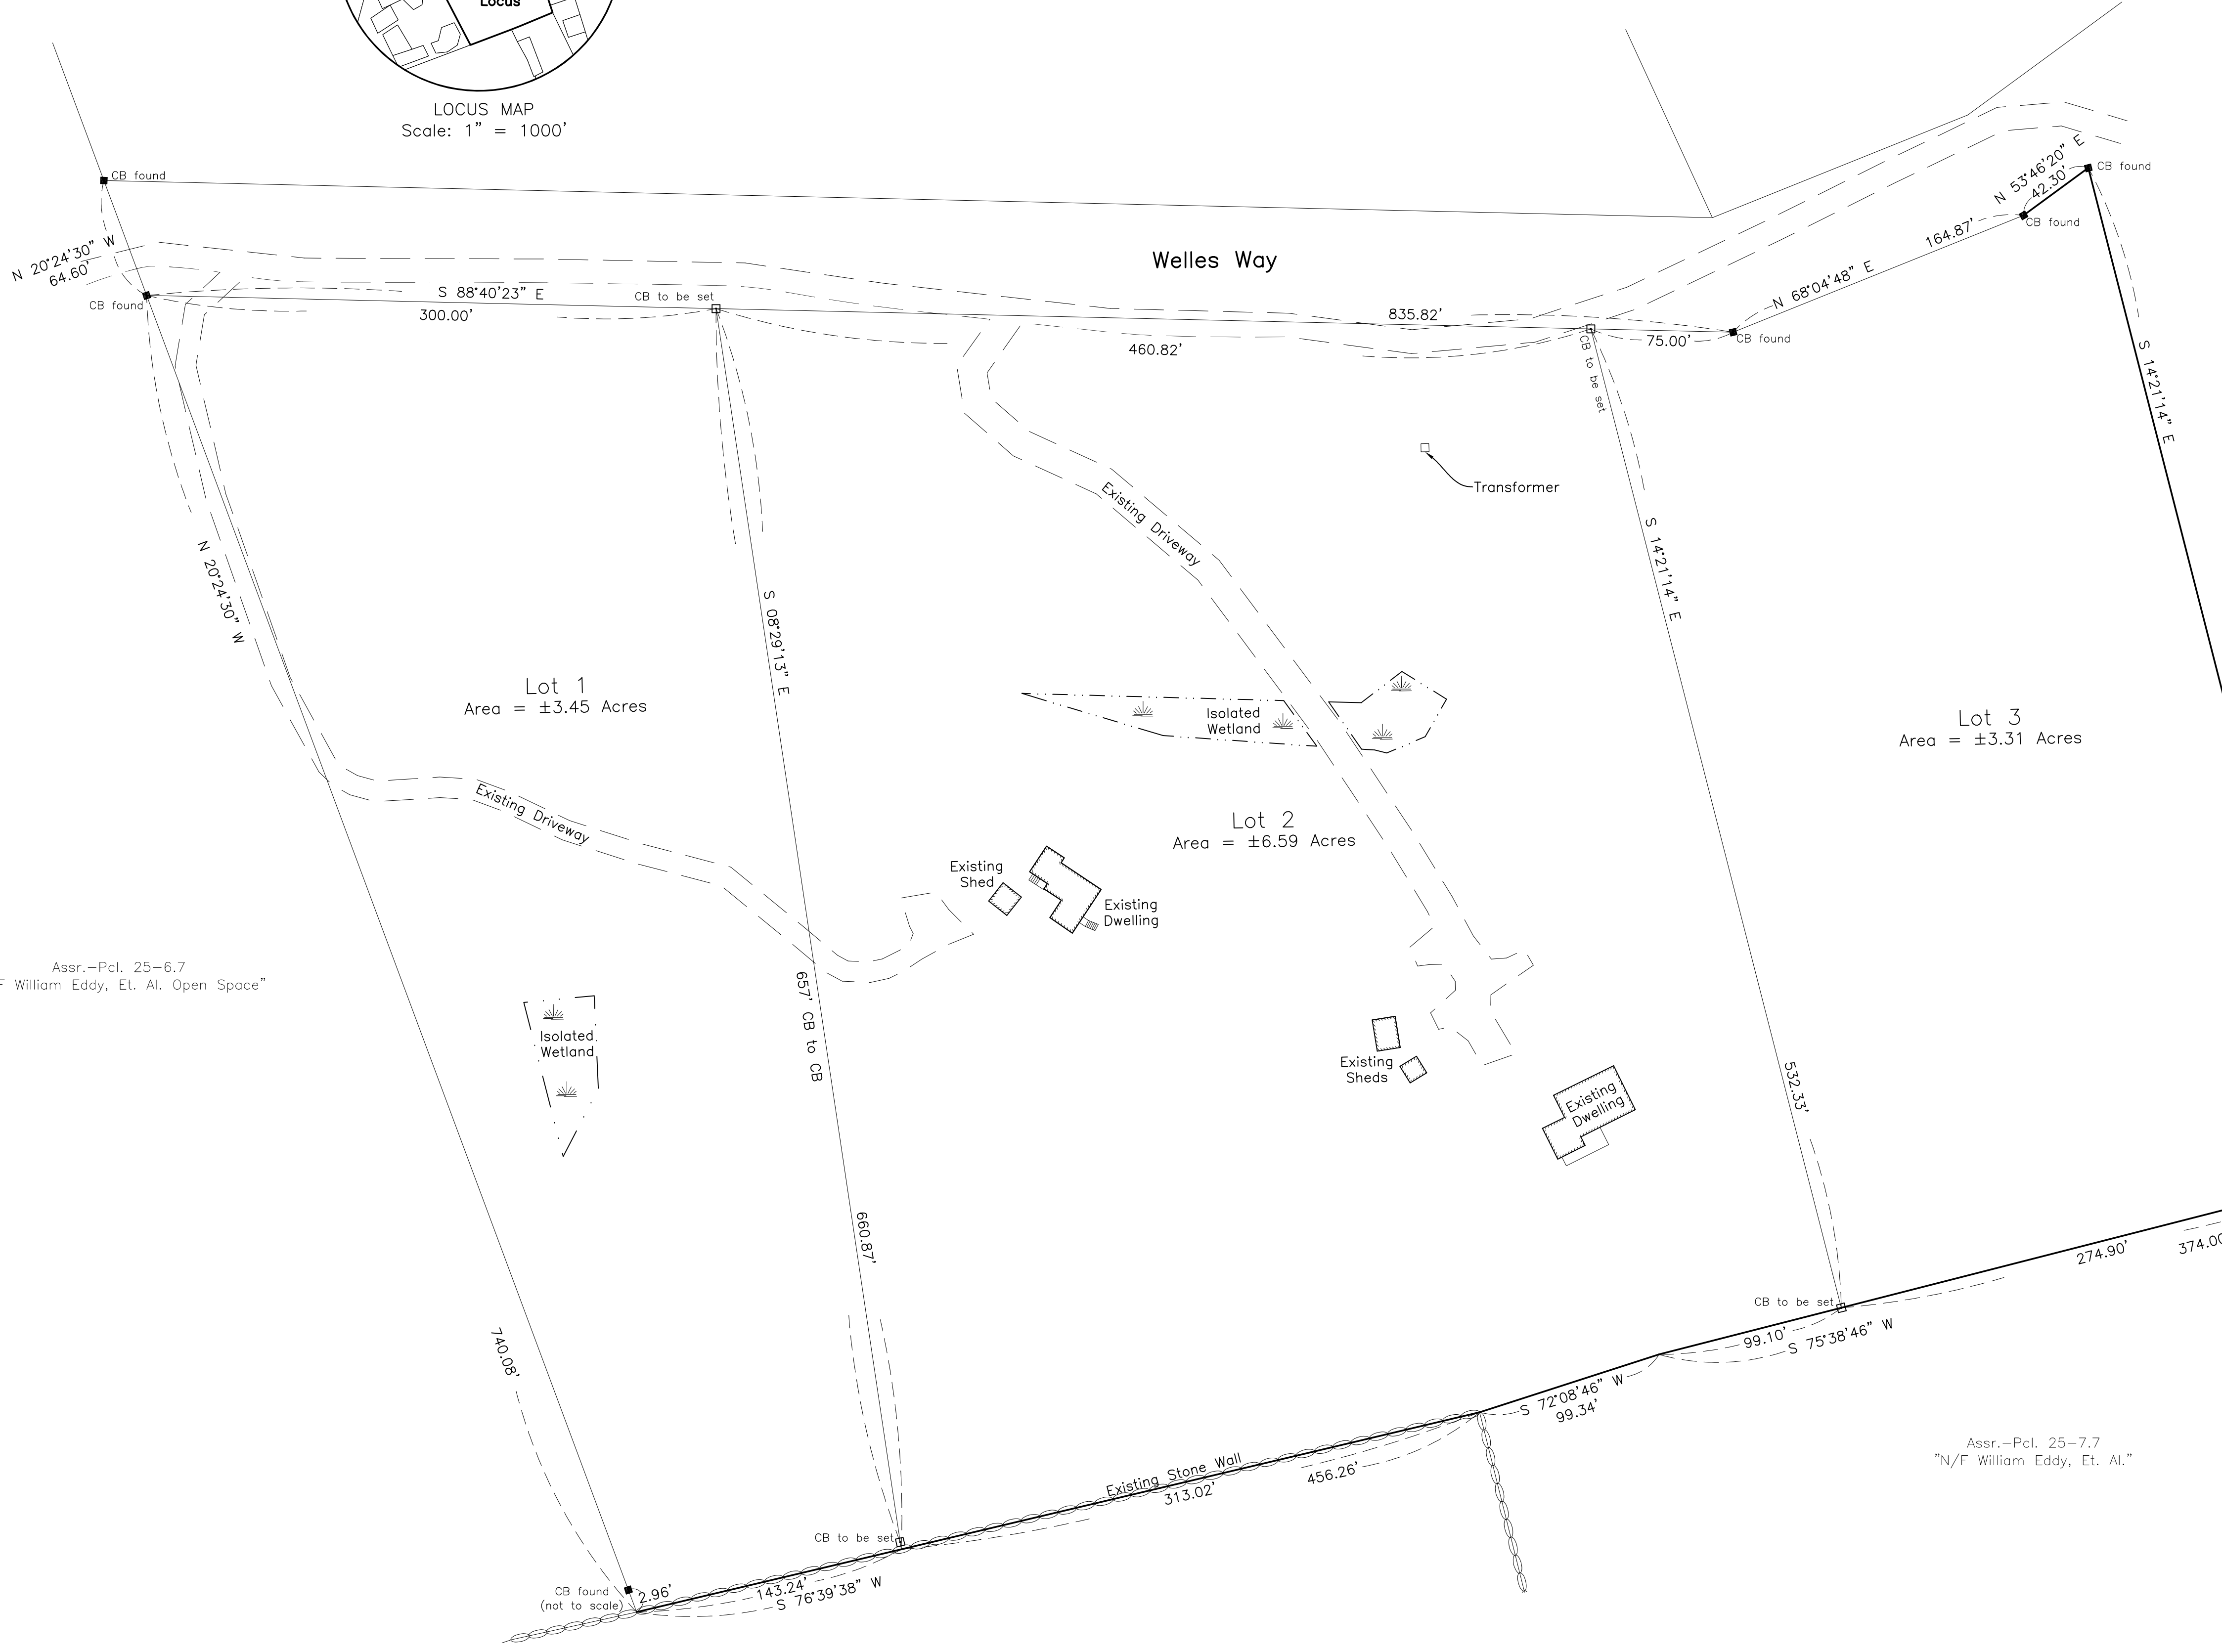 Locus
LOCUS MAP
Scale: 1" = 1000'
CB found
N 20°24'30" W
64.60'
CB found
S 88°40'23" E
300.00'
CB to be set
Welles Way
835.82'
460.82'
CB to be set
75.00'
CB found
N 68°04'48" E
164.87'
N 53°46'20" E
42.30'
CB found
CB found
S 14°21'14" E
Transformer
Existing Driveway
N 20°24'30" W
S 08°29'13" E
S 14°21'14" E
Lot 1
Area = ±3.45 Acres
Isolated
Wetland
Lot 3
Area = ±3.31 Acres
Existing Driveway
Lot 2
Area = ±6.59 Acres
Existing
Shed
Existing
Dwelling
Assr.-Pcl. 25-6.7
William Eddy, Et. Al. Open Space"
657' CB to CB
Isolated
Wetland
Existing
Sheds
Existing
Dwelling
532.33'
660.87'
740.08'
CB to be set
274.90'
374.00
99.10'
S 75°38'46" W
S 72°08'46" W
99.34'
Assr.-Pcl. 25-7.7
"N/F William Eddy, Et. Al."
Existing Stone Wall
313.02'
456.26'
CB to be set
CB found
(not to scale)
2.96'
143.24'
S 76°39'38" W